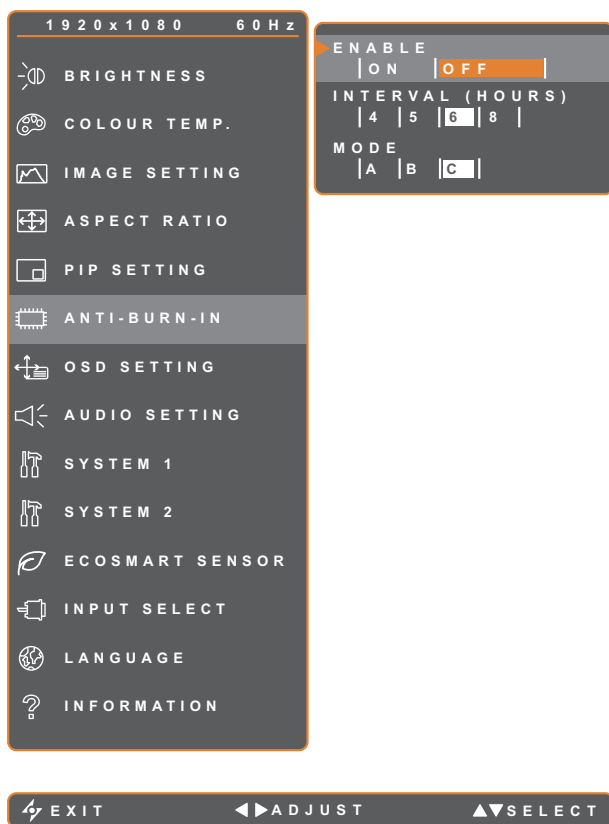 1920x1080 60Hz
BRIGHTNESS
COLOUR TEMP.
IMAGE SETTING
ASPECT RATIO
PIP SETTING
ANTI-BURN-IN
OSD SETTING
AUDIO SETTING
SYSTEM 1
SYSTEM 2
ECOSMART SENSOR
INPUT SELECT
LANGUAGE
INFORMATION
ENABLE
ON OFF
INTERVAL (HOURS)
4 5 6 8
MODE
A B C
EXIT ADJUST SELECT